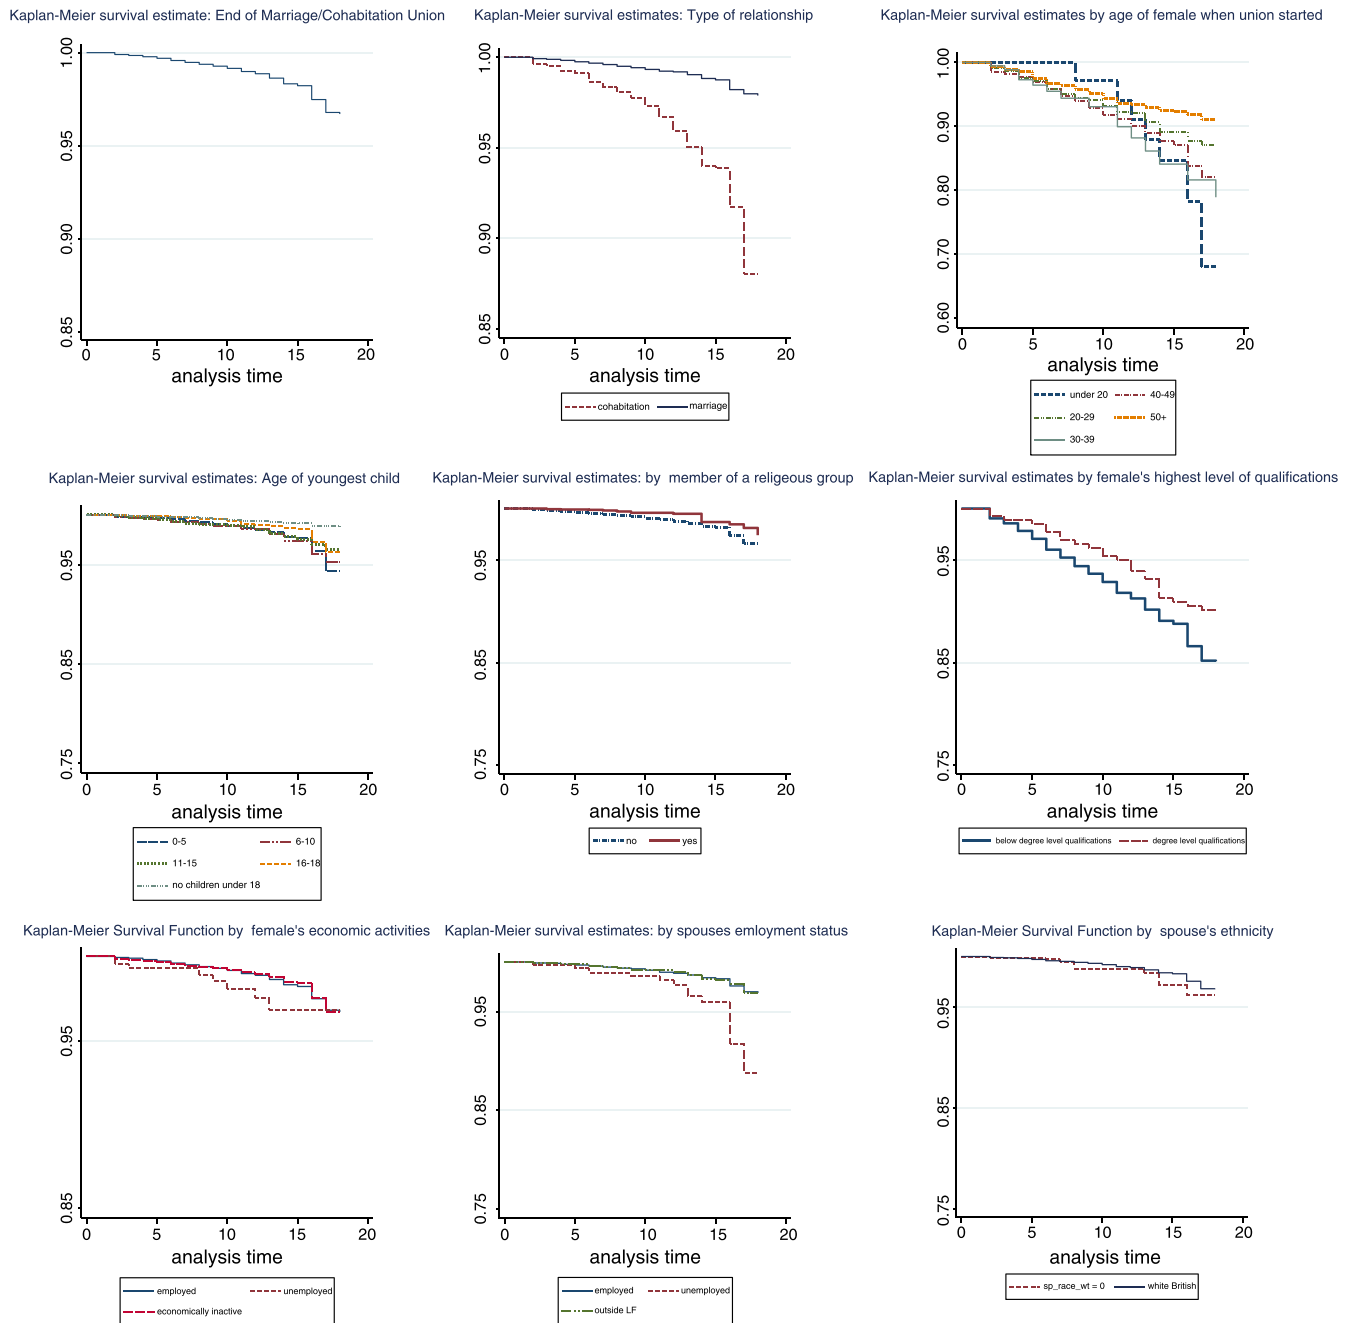 Kaplan-Meier survival estimate: End of Marriage/Cohabitation Union
1.00
0.95
0.90
0.85
0 5 10 15 20
analysis time
Kaplan-Meier survival estimates: Type of relationship
1.00
0.95
0.90
0.85
0 5 10 15 20
analysis time
cohabitation marriage
Kaplan-Meier survival estimates by age of female when union started
1.00
0.90
0.80
0.70
0.60
0 5 10 15 20
analysis time
under 20 40-49
20-29 50+
30-39
Kaplan-Meier survival estimates: Age of youngest child
0.95
0.85
0.75
0 5 10 15 20
analysis time
0-5 6-10
11-15 16-18
no children under 18
Kaplan-Meier survival estimates: by member of a religeous group
0.95
0.85
0.75
0 5 10 15 20
analysis time
no yes
Kaplan-Meier survival estimates by female's highest level of qualifications
0.95
0.85
0.75
0 5 10 15 20
analysis time
below degree level qualifications degree level qualifications
Kaplan-Meier Survival Function by female's economic activities
0.95
0.85
0 5 10 15 20
analysis time
employed unemployed
economically inactive
Kaplan-Meier survival estimates: by spouses emloyment status
0.95
0.85
0.75
0 5 10 15 20
analysis time
employed unemployed
outside LF
Kaplan-Meier Survival Function by spouse's ethnicity
0.95
0.85
0.75
0 5 10 15 20
analysis time
sp_race_wt = 0 white British